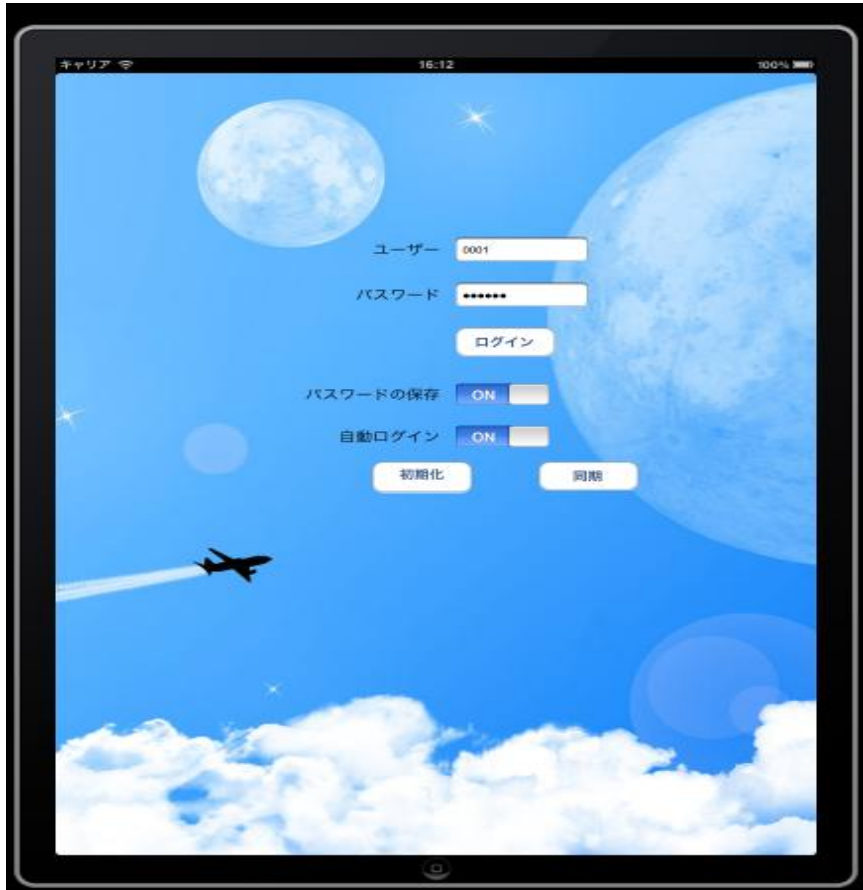 キャリア 16:12 100%
ユーザー 0001
パスワード ••••••
ログイン
パスワードの保存 ON
自動ログイン ON
初期化 同期